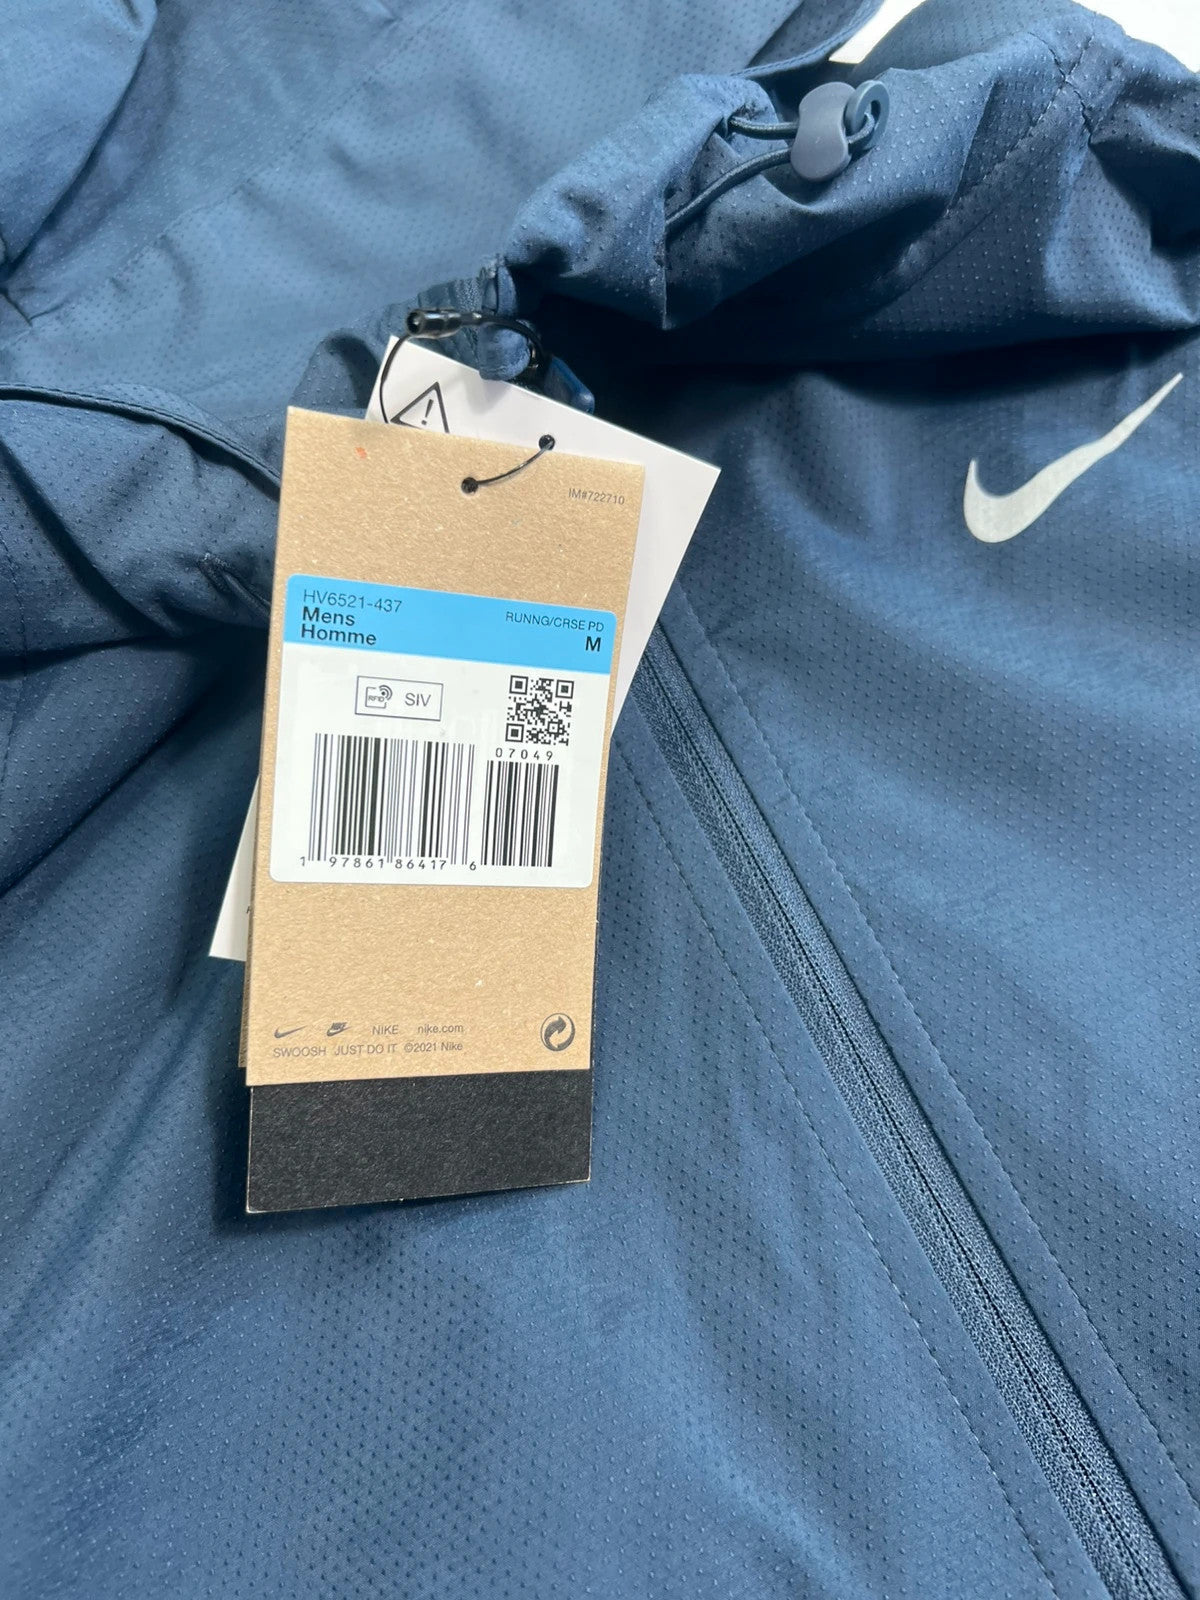 IM#722710
HV6521-437
Mens
Homme
RUNNG/CRSE PD
M
RFID
SIV
07049
1 97861 86417 6
NIKE nike.com
SWOOSH JUST DO IT ©2021 Nike